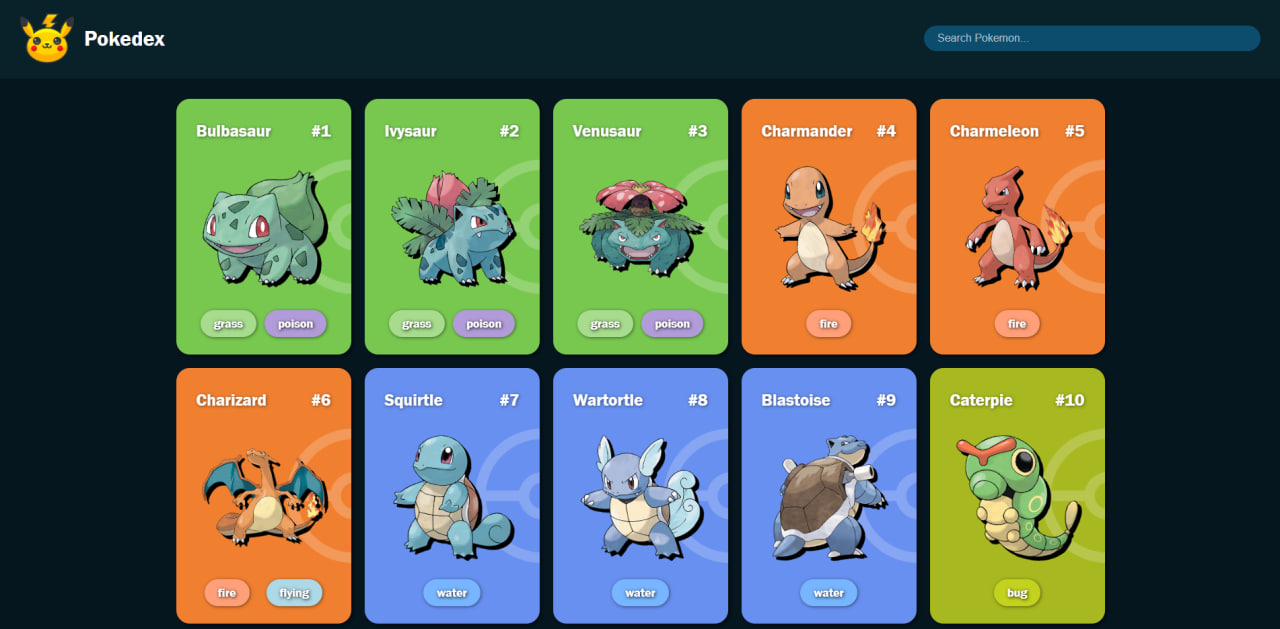 Pokedex
Search Pokemon...
Bulbasaur #1
Ivysaur #2
Venusaur #3
Charmander #4
Charmeleon #5
grass poison
grass poison
grass poison
fire
fire
Charizard #6
Squirtle #7
Wartortle #8
Blastoise #9
Caterpie #10
fire flying
water
water
water
bug